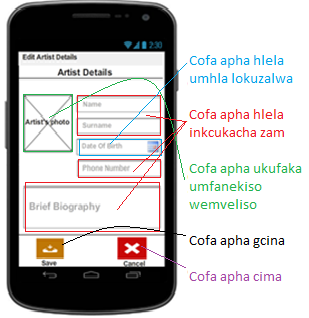 2:30
Edit Artist Details
Artist Details
Artist's photo
Name
Surname
Date Of Birth
Phone Number
Brief Biography
Save
Cancel
Cofa apha hlela
umhla lokuzalwa
Cofa apha hlela
inkcukacha zam
Cofa apha ukufaka
umfanekiso
wemveliso
Cofa apha gcina
Cofa apha cima